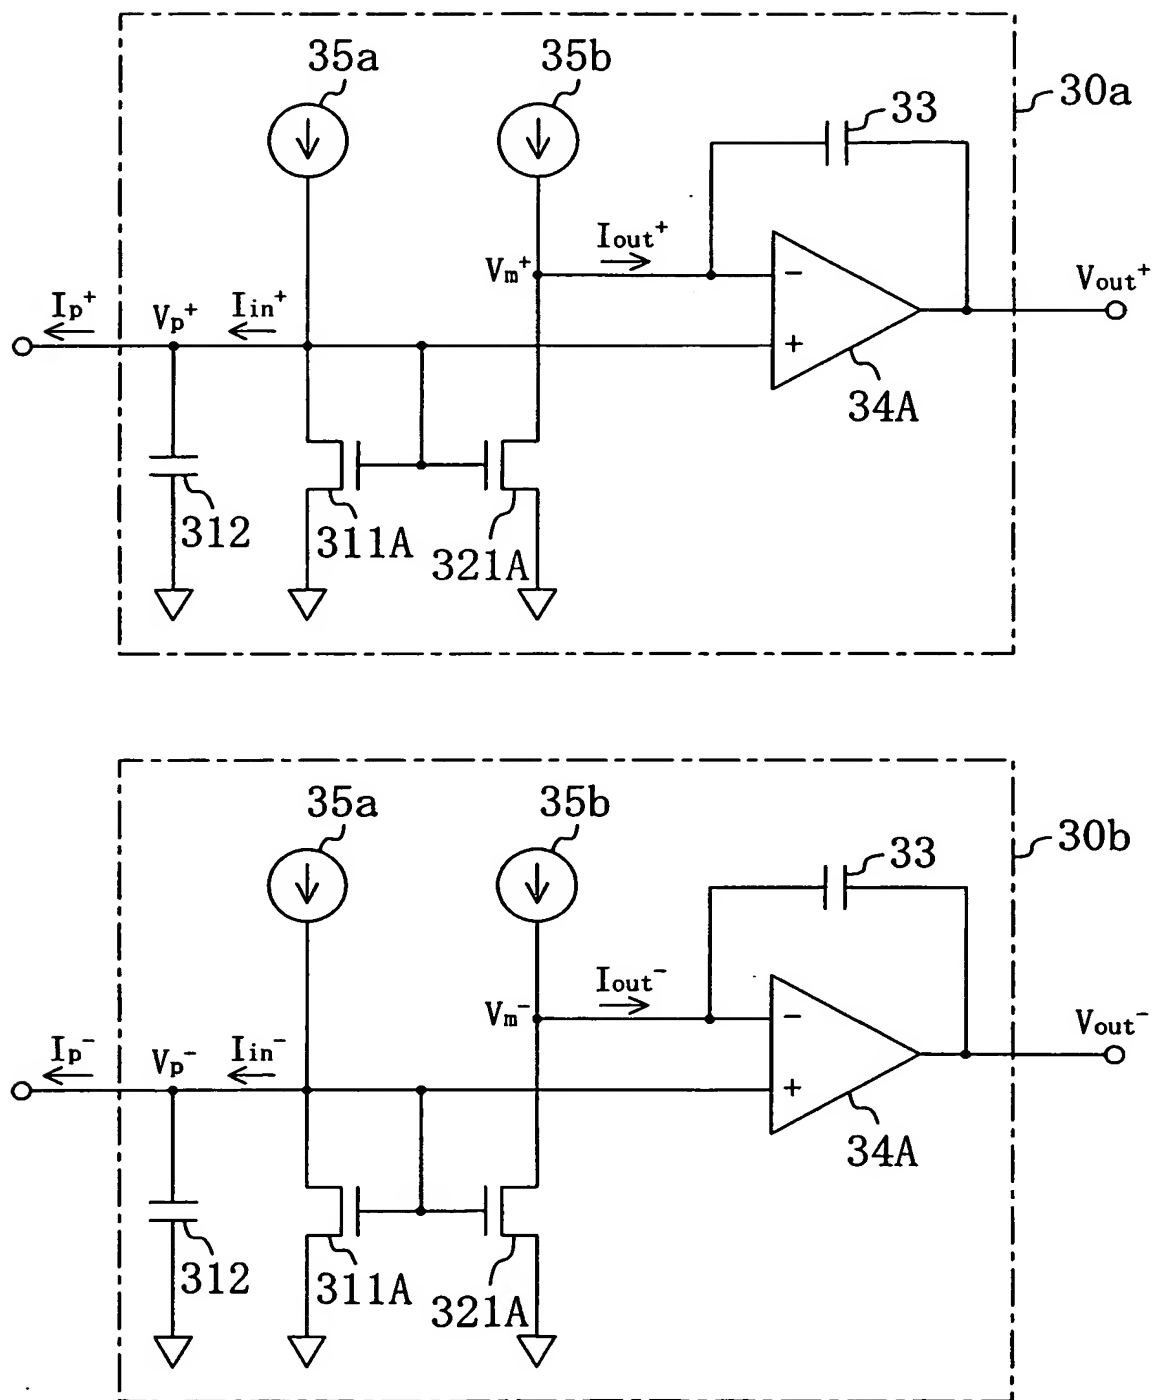 35a 35b
33 30a
Iout+
Vm+
Vout+
Ip+ Vp+ Iin+
−
+
34A
312 311A 321A
35a 35b
33 30b
Iout−
Vm−
Vout−
Ip− Vp− Iin−
−
+
34A
312 311A 321A